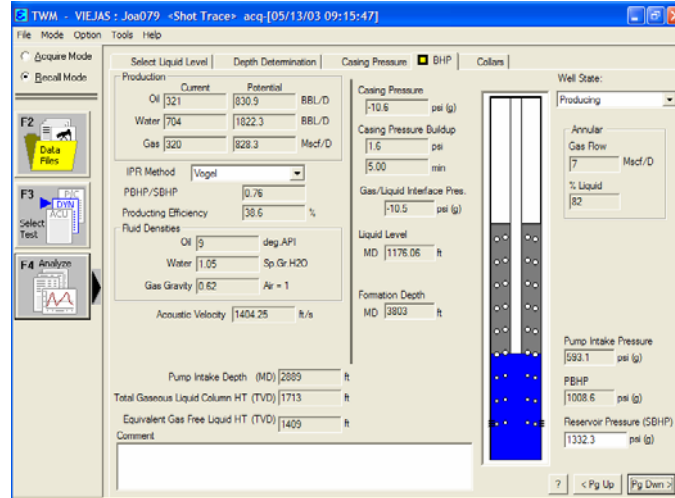 TWM - VIEJAS : Joa079 <Shot Trace> acq-[05/13/03 09:15:47]
File Mode Option Tools Help
Acquire Mode
Recall Mode
F2
Data Files
F3
P/C
DYN
ACU
Select Test
F4 Analyze
Select Liquid Level Depth Determination Casing Pressure BHP Collars
Production
Current Potential
Oil 321 830.9 BBL/D
Water 704 1822.3 BBL/D
Gas 320 828.3 Mscf/D
IPR Method Vogel
PBHP/SBHP 0.76
Producting Efficiency 38.6 %
Fluid Densities
Oil 9 deg.API
Water 1.05 Sp.Gr.H2O
Gas Gravity 0.62 Air = 1
Acoustic Velocity 1404.25 ft/s
Pump Intake Depth (MD) 2889 ft
Total Gaseous Liquid Column HT (TVD) 1713 ft
Equivalent Gas Free Liquid HT (TVD) 1409 ft
Comment
Casing Pressure
-10.6 psi (g)
Casing Pressure Buildup
1.6 psi
5.00 min
Gas/Liquid Interface Pres.
-10.5 psi (g)
Liquid Level
MD 1176.06 ft
Formation Depth
MD 3803 ft
Well State:
Producing
Annular
Gas Flow
7 Mscf/D
% Liquid
82
Pump Intake Pressure
593.1 psi (g)
PBHP
1008.6 psi (g)
Reservoir Pressure (SBHP)
1332.3 psi (g)
? < Pg Up Pg Dwn >